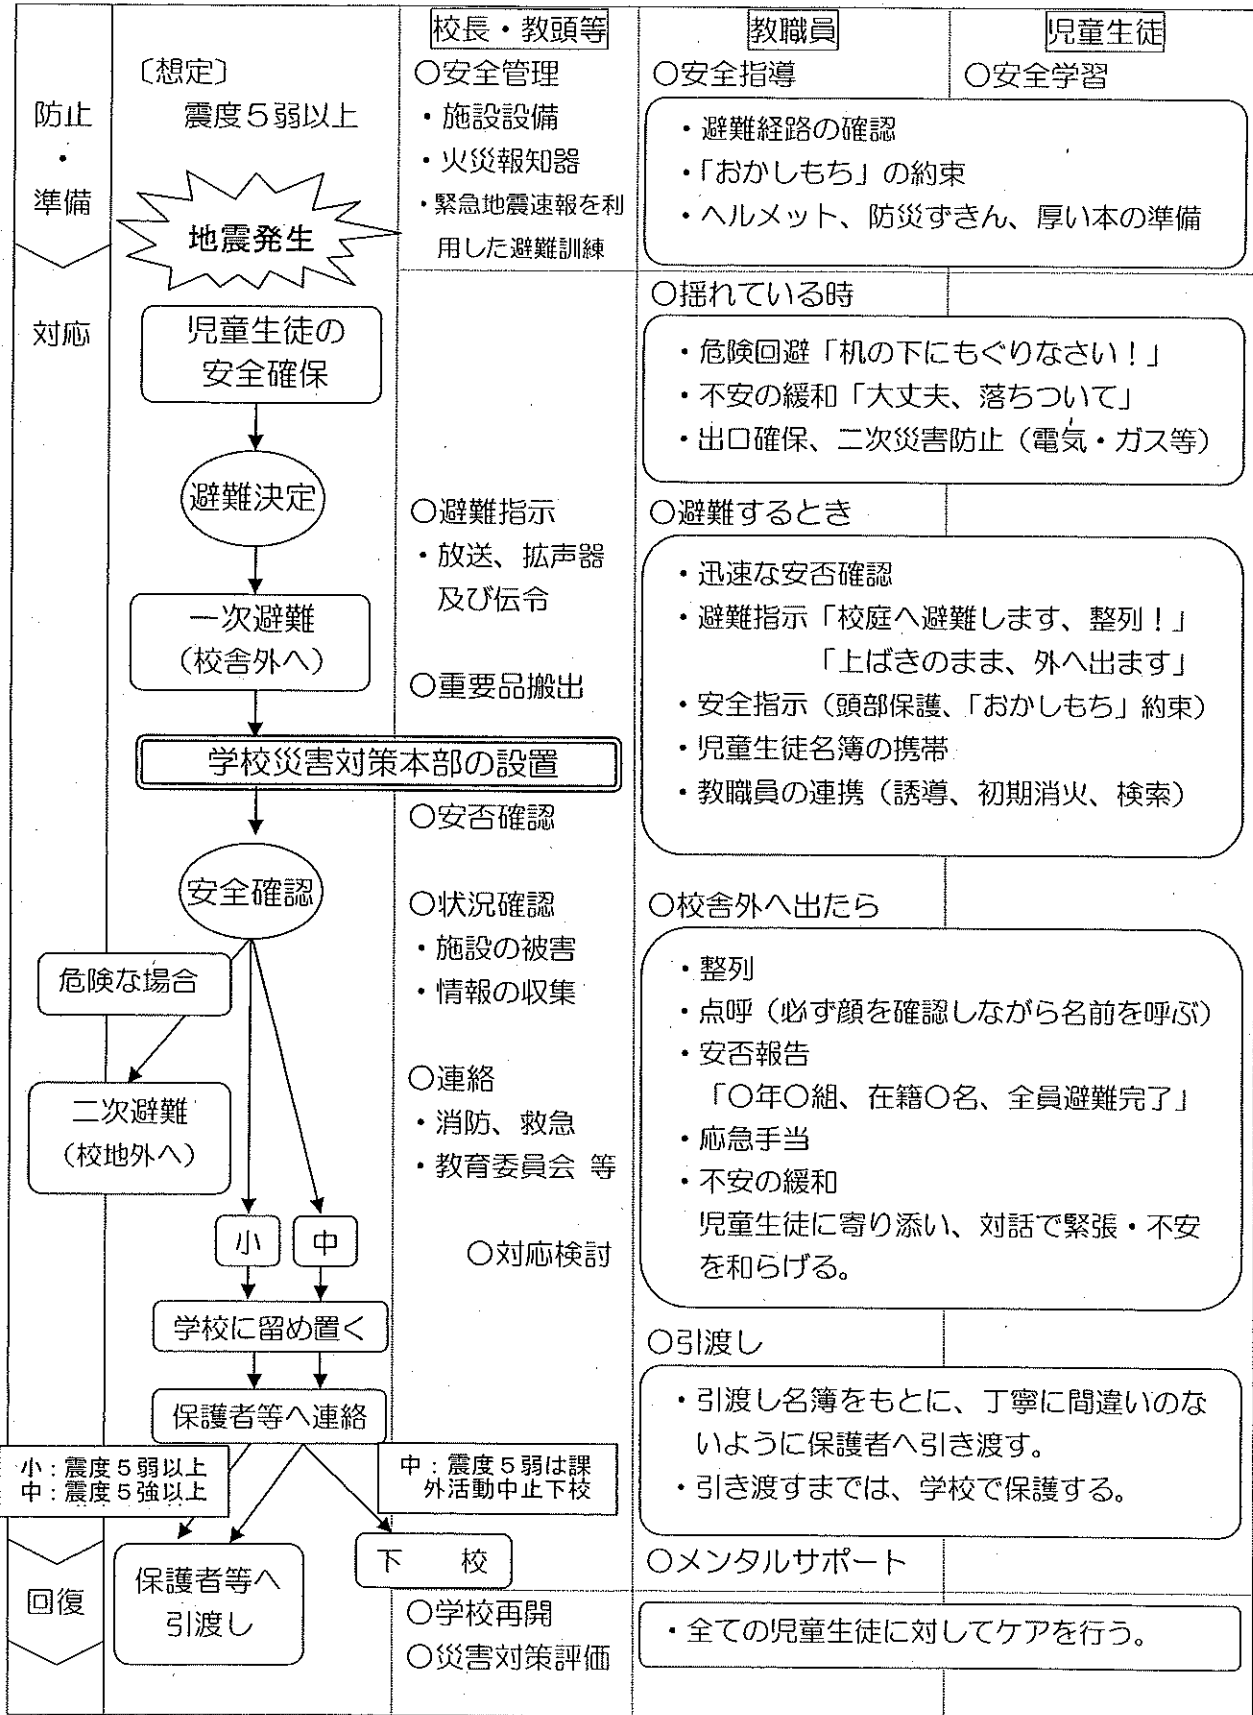 校長・教頭等
教職員
児童生徒
防止
・
準備
〔想定〕
震度5弱以上
地震発生
○安全管理
・施設設備
・火災報知器
・緊急地震速報を利
用した避難訓練
○安全指導
○安全学習
・避難経路の確認
・「おかしもち」の約束
・ヘルメット、防災ずきん、厚い本の準備
対応
児童生徒の
安全確保
○揺れている時
・危険回避「机の下にもぐりなさい！」
・不安の緩和「大丈夫、落ちついて」
・出口確保、二次災害防止（電気・ガス等）
避難決定
○避難指示
・放送、拡声器
及び伝令
○避難するとき
・迅速な安否確認
・避難指示「校庭へ避難します、整列！」
「上ばきのまま、外へ出ます」
・安全指示（頭部保護、「おかしもち」約束）
・児童生徒名簿の携帯
・教職員の連携（誘導、初期消火、検索）
一次避難
（校舎外へ）
○重要品搬出
学校災害対策本部の設置
○安否確認
安全確認
○状況確認
・施設の被害
・情報の収集
○校舎外へ出たら
・整列
・点呼（必ず顔を確認しながら名前を呼ぶ）
・安否報告
「○年○組、在籍○名、全員避難完了」
・応急手当
・不安の緩和
児童生徒に寄り添い、対話で緊張・不安
を和らげる。
危険な場合
二次避難
（校地外へ）
○連絡
・消防、救急
・教育委員会 等
小
中
○対応検討
学校に留め置く
保護者等へ連絡
○引渡し
・引渡し名簿をもとに、丁寧に間違いのな
いように保護者へ引き渡す。
・引き渡すまでは、学校で保護する。
小：震度5弱以上
中：震度5強以上
中：震度5弱は課
外活動中止下校
保護者等へ
引渡し
下 校
○メンタルサポート
回復
○学校再開
○災害対策評価
・全ての児童生徒に対してケアを行う。